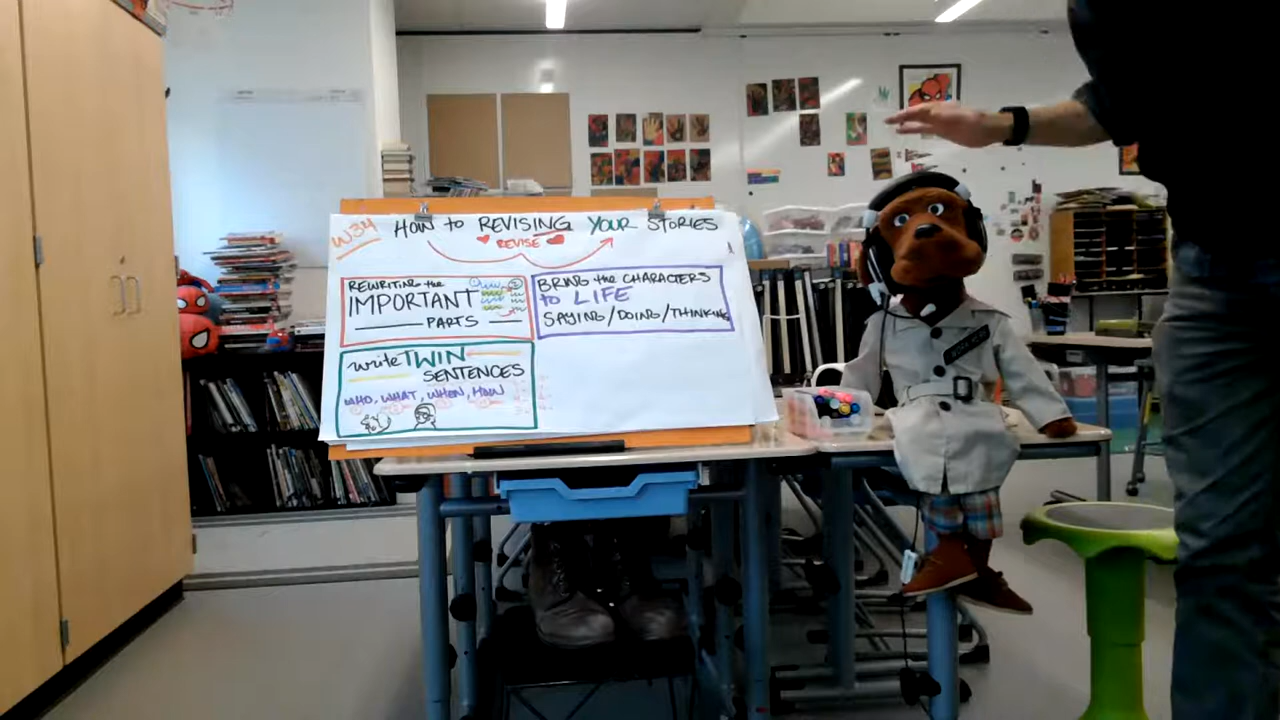 W34
HOW to REVISING YOUR STORIES
REVISE
REWRITING the
IMPORTANT
PARTS
BRING the CHARACTERS
to LIFE
SAYING/DOING/THINKING
write TWIN
SENTENCES
WHO, WHAT, WHEN, HOW